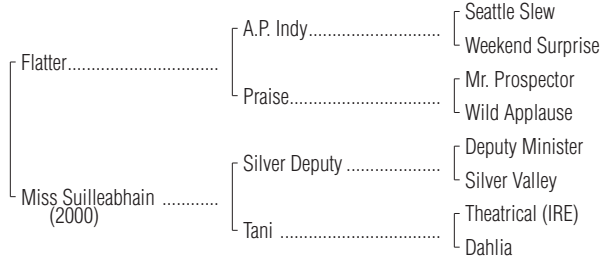 Seattle Slew
A.P. Indy..............................
Weekend Surprise
Flatter.................................
Mr. Prospector
Praise..................................
Wild Applause
Deputy Minister
Silver Deputy ......................
Silver Valley
Miss Suilleabhain ............
(2000)
Theatrical (IRE)
Tani ....................................
Dahlia